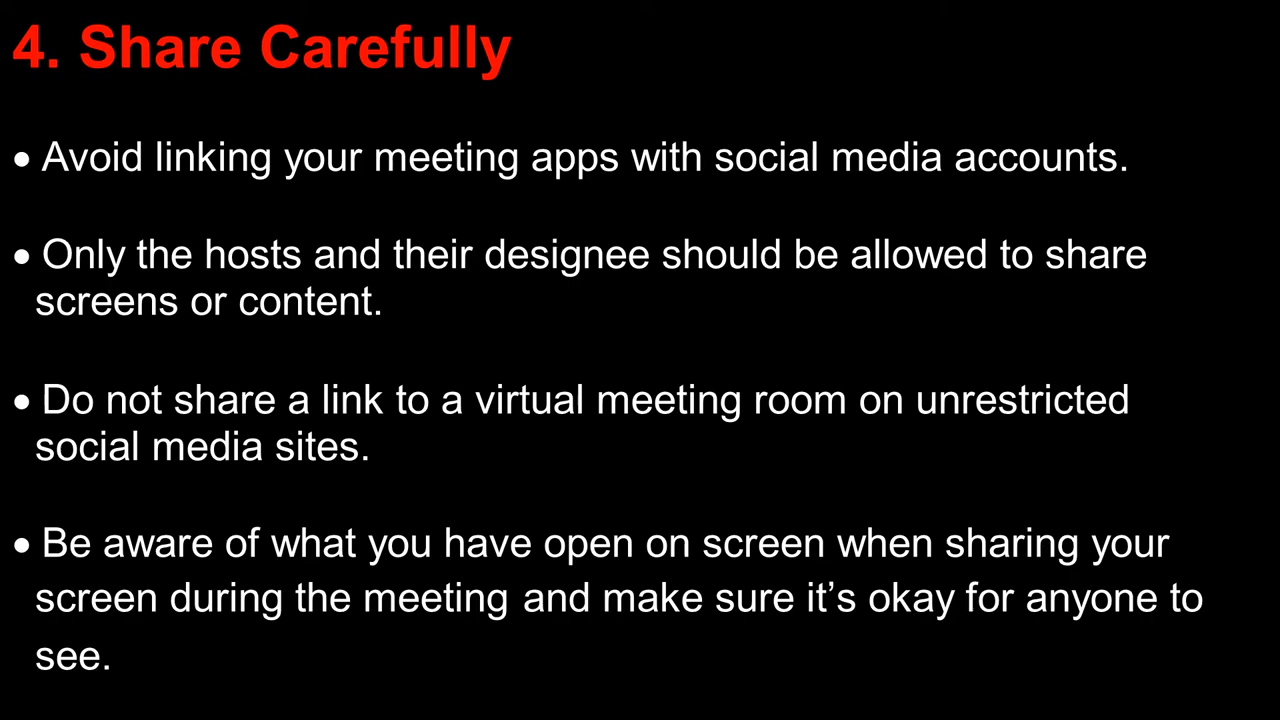 4. Share Carefully
• Avoid linking your meeting apps with social media accounts.
• Only the hosts and their designee should be allowed to share
screens or content.
• Do not share a link to a virtual meeting room on unrestricted
social media sites.
• Be aware of what you have open on screen when sharing your
screen during the meeting and make sure it’s okay for anyone to
see.